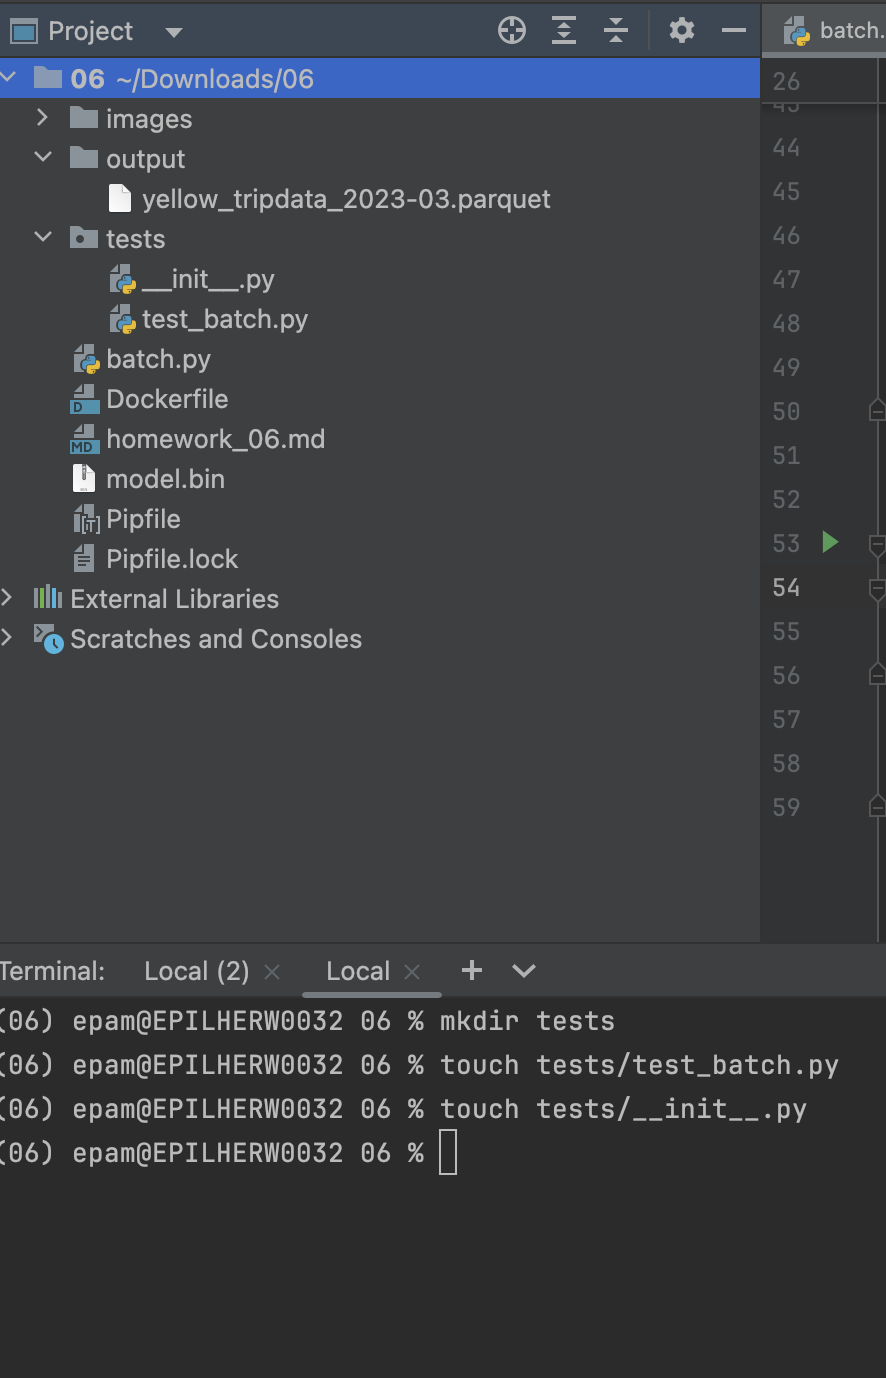 Project
batch.
06 ~/Downloads/06
images
output
yellow_tripdata_2023-03.parquet
tests
__init__.py
test_batch.py
batch.py
Dockerfile
homework_06.md
model.bin
Pipfile
Pipfile.lock
External Libraries
Scratches and Consoles
26
44
45
46
47
48
49
50
51
52
53
54
55
56
57
58
59
Terminal: Local (2) Local
(06) epam@EPILHERW0032 06 % mkdir tests
(06) epam@EPILHERW0032 06 % touch tests/test_batch.py
(06) epam@EPILHERW0032 06 % touch tests/__init__.py
(06) epam@EPILHERW0032 06 %